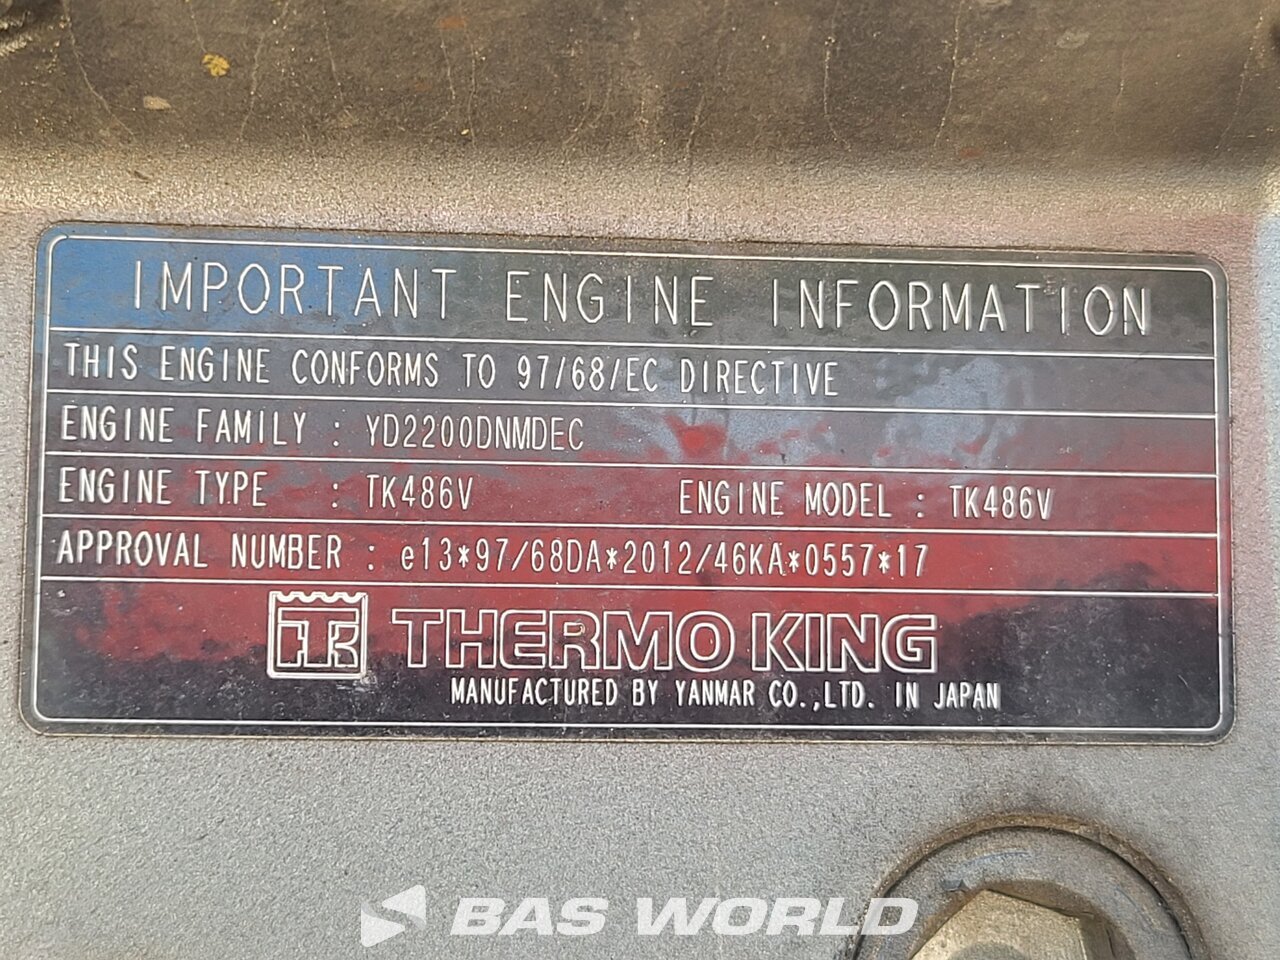 IMPORTANT ENGINE INFORMATION
THIS ENGINE CONFORMS TO 97/68/EC DIRECTIVE
ENGINE FAMILY : YD2200DNMDEC
ENGINE TYPE : TK486V ENGINE MODEL : TK486V
APPROVAL NUMBER : e13*97/68DA*2012/46KA*0557*17
TK THERMO KING
MANUFACTURED BY YANMAR CO.,LTD. IN JAPAN
BAS WORLD